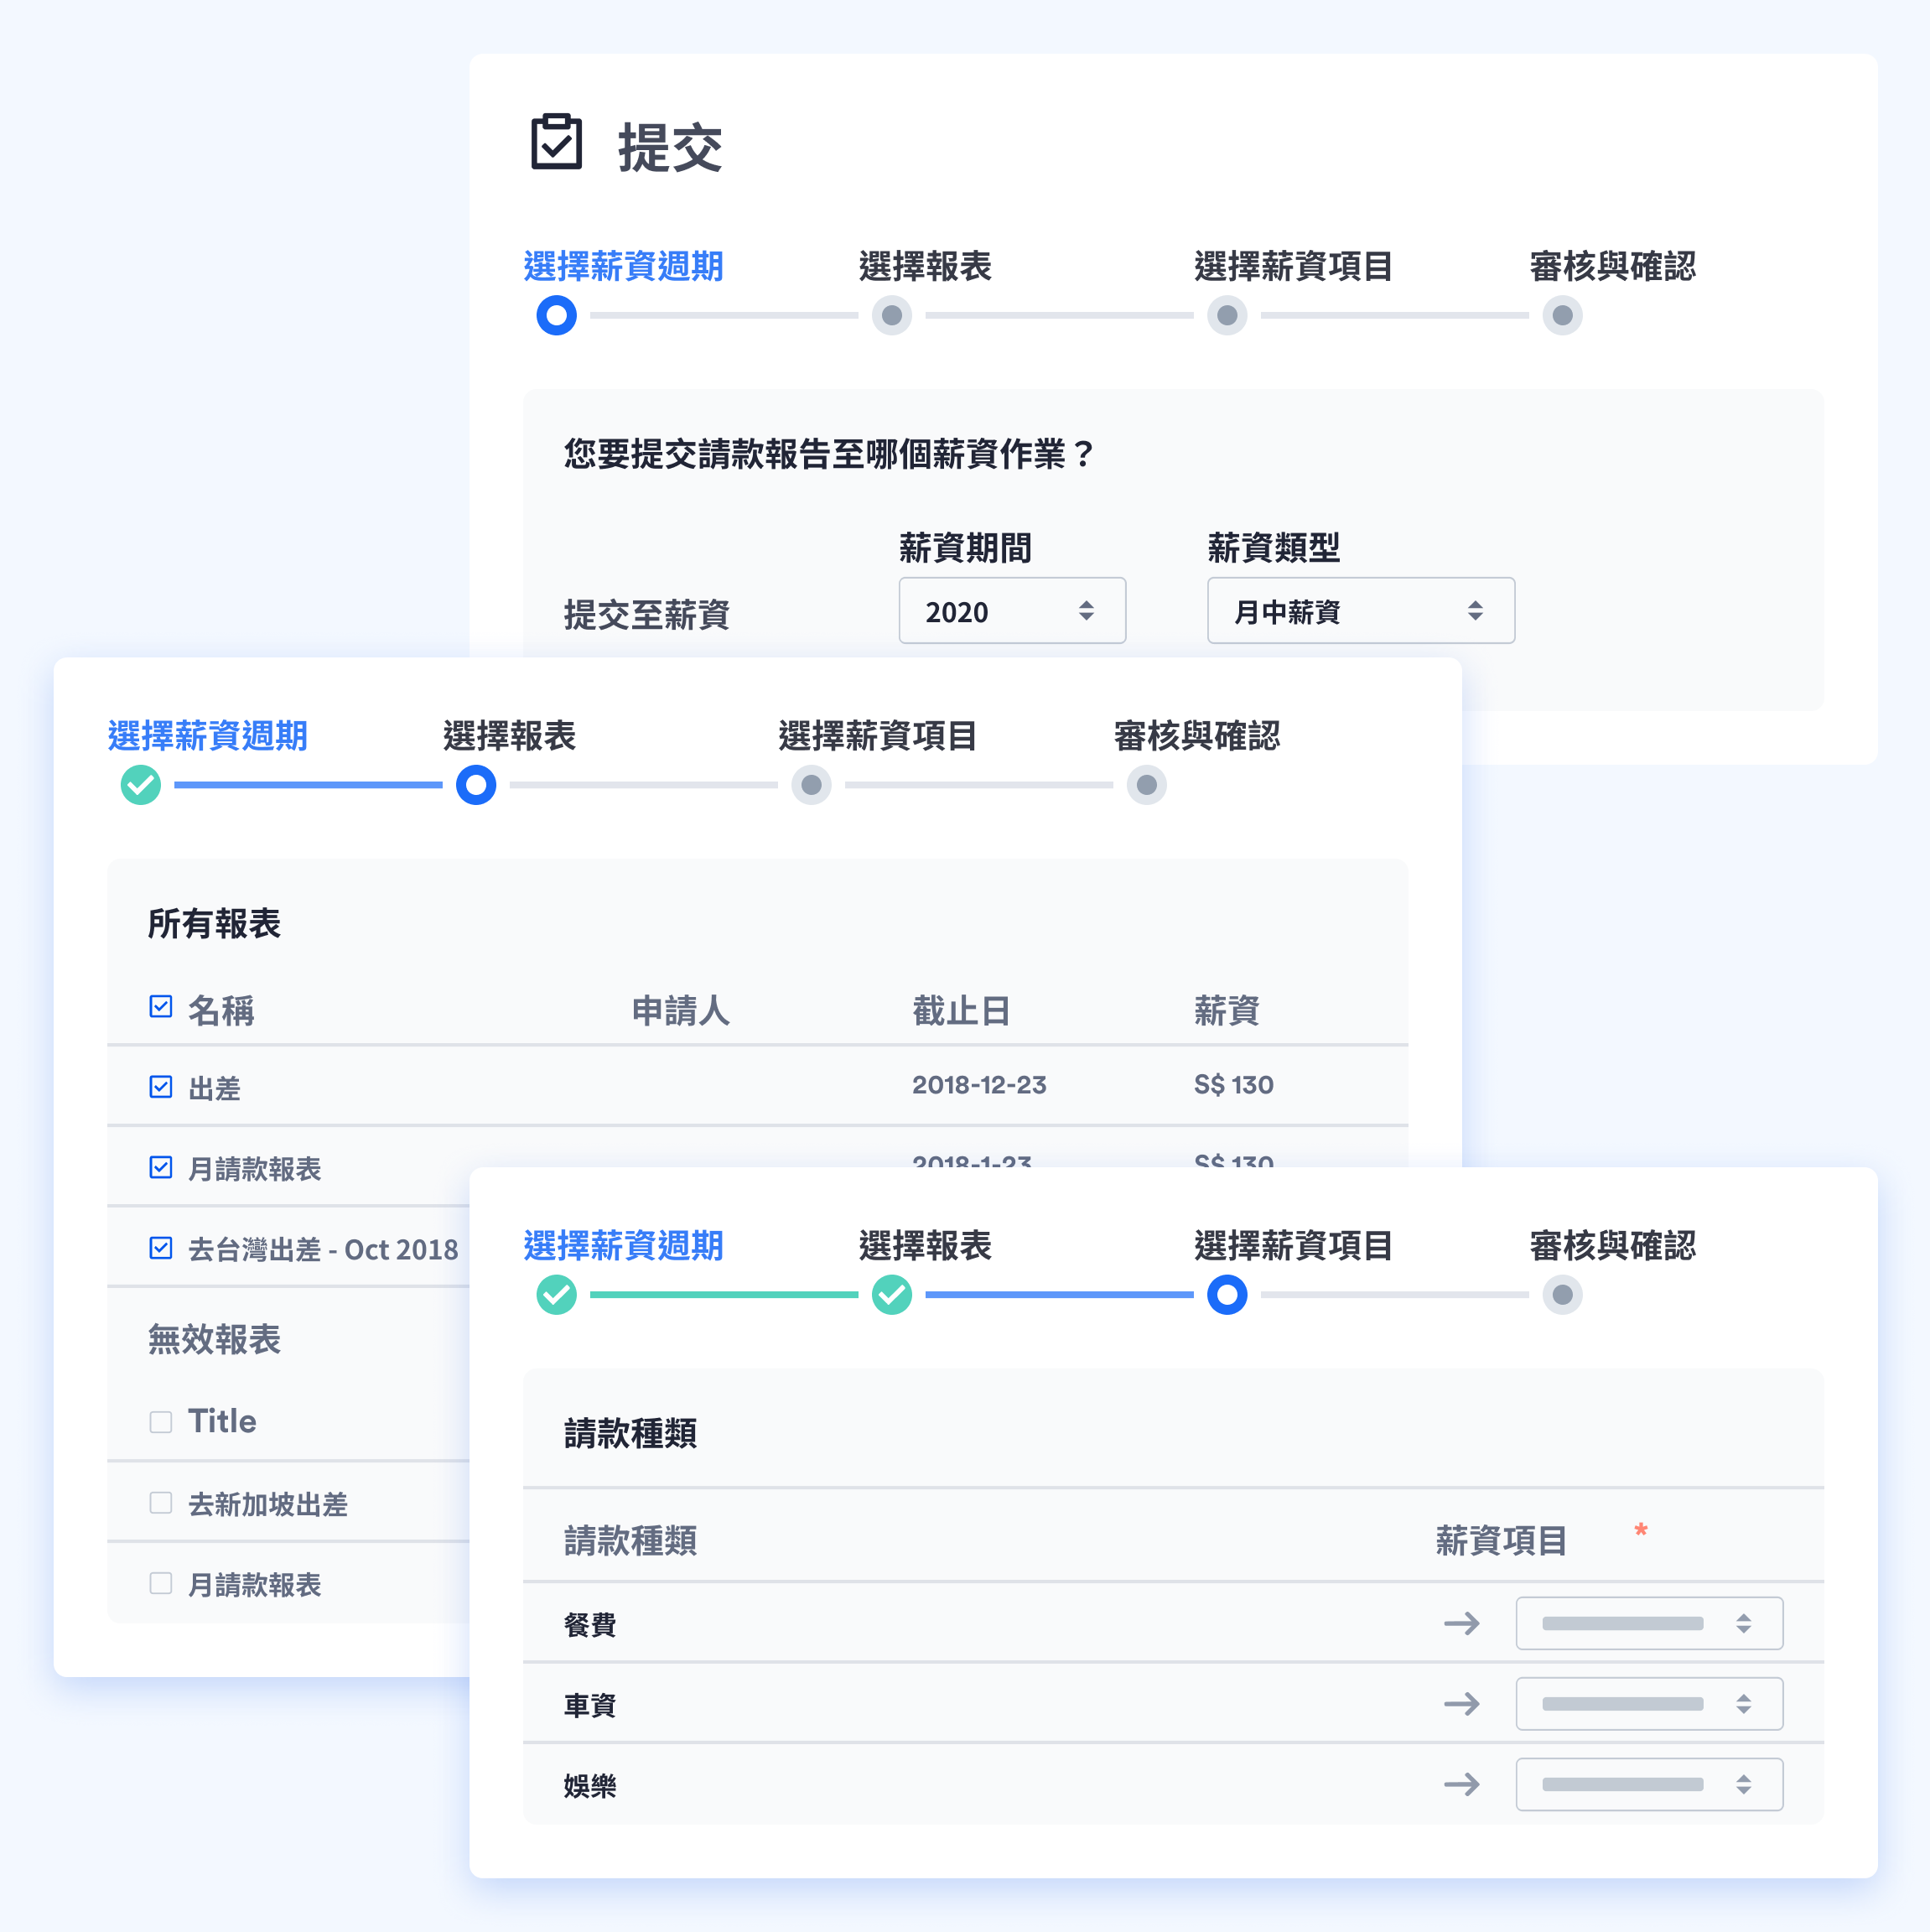 提交
選擇薪資週期 選擇報表 選擇薪資項目 審核與確認
您要提交請款報告至哪個薪資作業？
薪資期間 薪資類型
提交至薪資 2020 月中薪資
選擇薪資週期 選擇報表 選擇薪資項目 審核與確認
所有報表
名稱 申請人 截止日 薪資
出差 2018-12-23 S$ 130
月請款報表 2018-1-23 S$ 130
去台灣出差 - Oct 2018
無效報表
Title
去新加坡出差
月請款報表
選擇薪資週期 選擇報表 選擇薪資項目 審核與確認
請款種類
請款種類 薪資項目 *
餐費
車資
娛樂